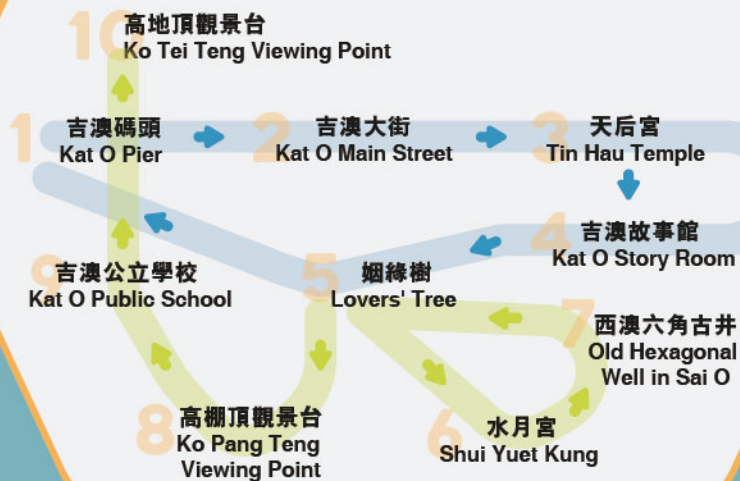 10
高地頂觀景台
Ko Tei Teng Viewing Point
1
吉澳碼頭
Kat O Pier
2
吉澳大街
Kat O Main Street
3
天后宮
Tin Hau Temple
4
吉澳故事館
Kat O Story Room
5
姻緣樹
Lovers' Tree
9
吉澳公立學校
Kat O Public School
7
西澳六角古井
Old Hexagonal
Well in Sai O
8
高棚頂觀景台
Ko Pang Teng
Viewing Point
6
水月宮
Shui Yuet Kung